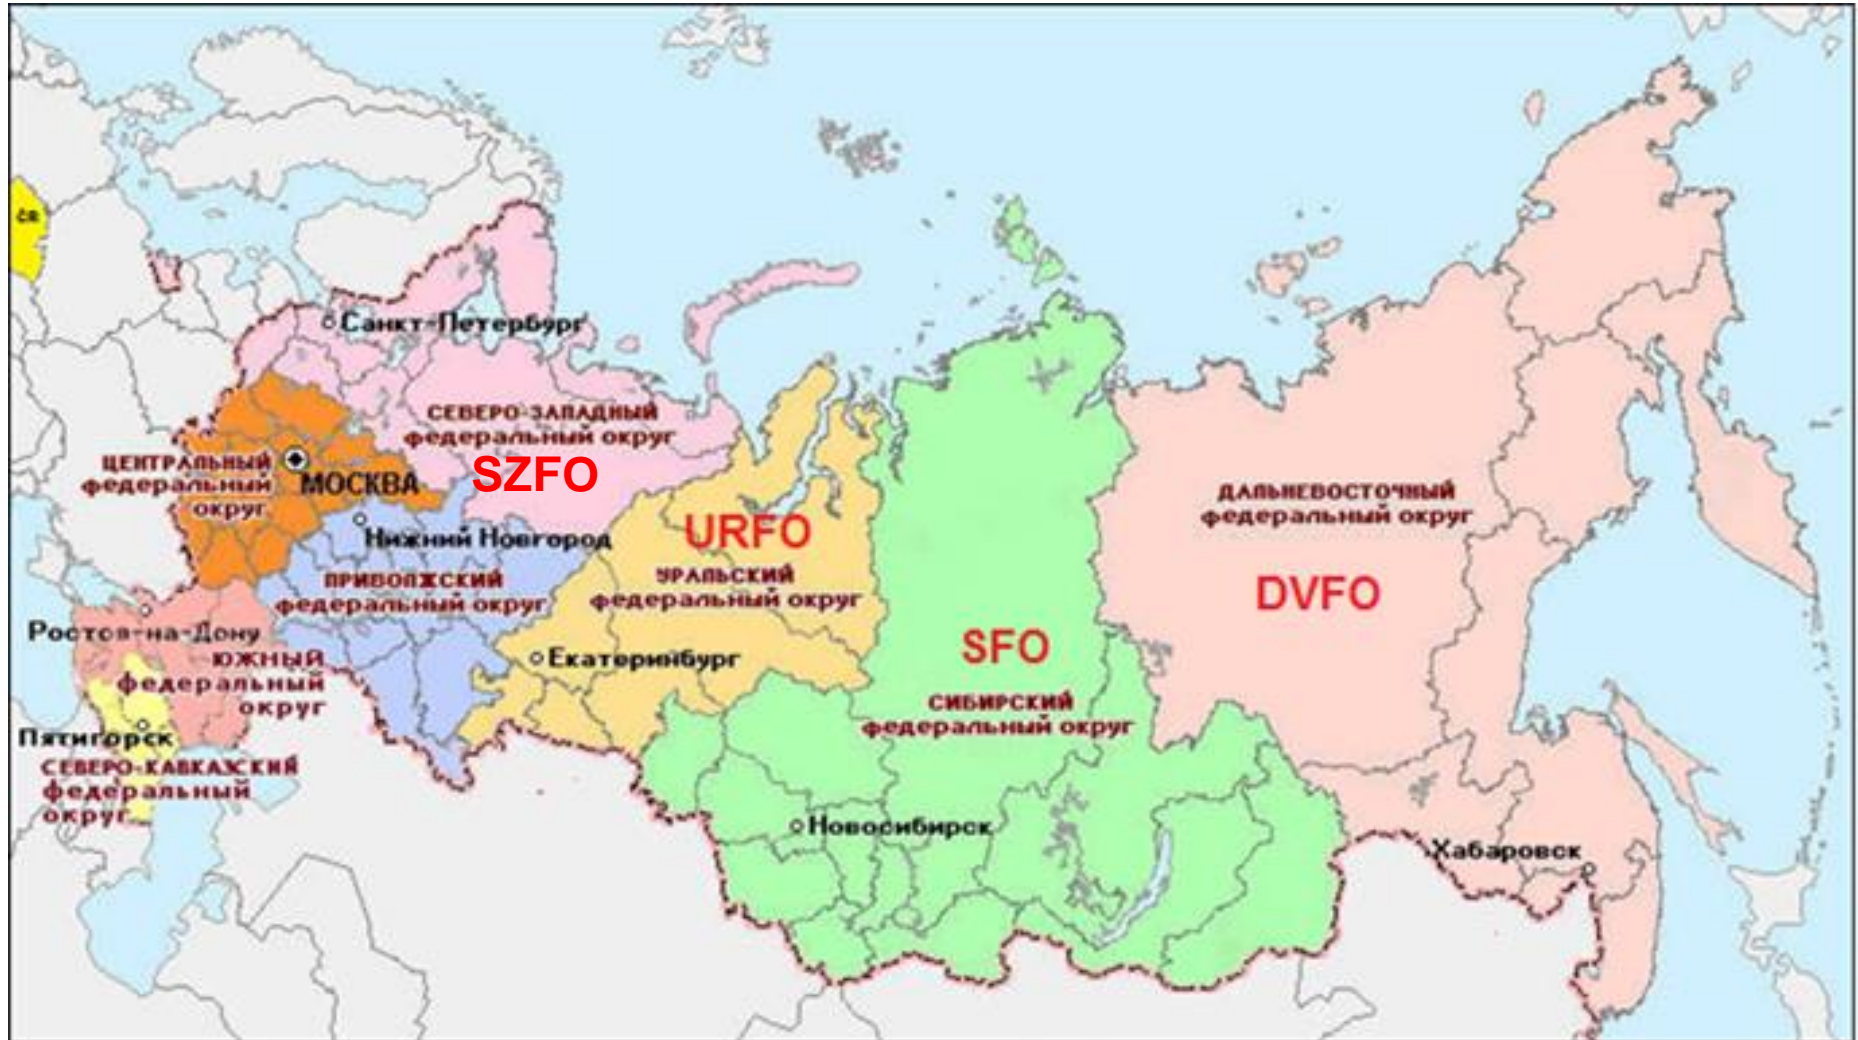 ČR
Санкт-Петербург
СЕВЕРО-ЗАПАДНЫЙ
федеральный округ
SZFO
ЦЕНТРАЛЬНЫЙ
федеральный
округ
МОСКВА
Нижний Новгород
ПРИВОЛЖСКИЙ
федеральный округ
URFO
УРАЛЬСКИЙ
федеральный округ
Екатеринбург
ДАЛЬНЕВОСТОЧНЫЙ
федеральный округ
DVFO
SFO
СИБИРСКИЙ
федеральный округ
Ростов-на-Дону
ЮЖНЫЙ
федеральный
округ
Пятигорск
СЕВЕРО-КАВКАЗСКИЙ
федеральный
округ
Новосибирск
Хабаровск